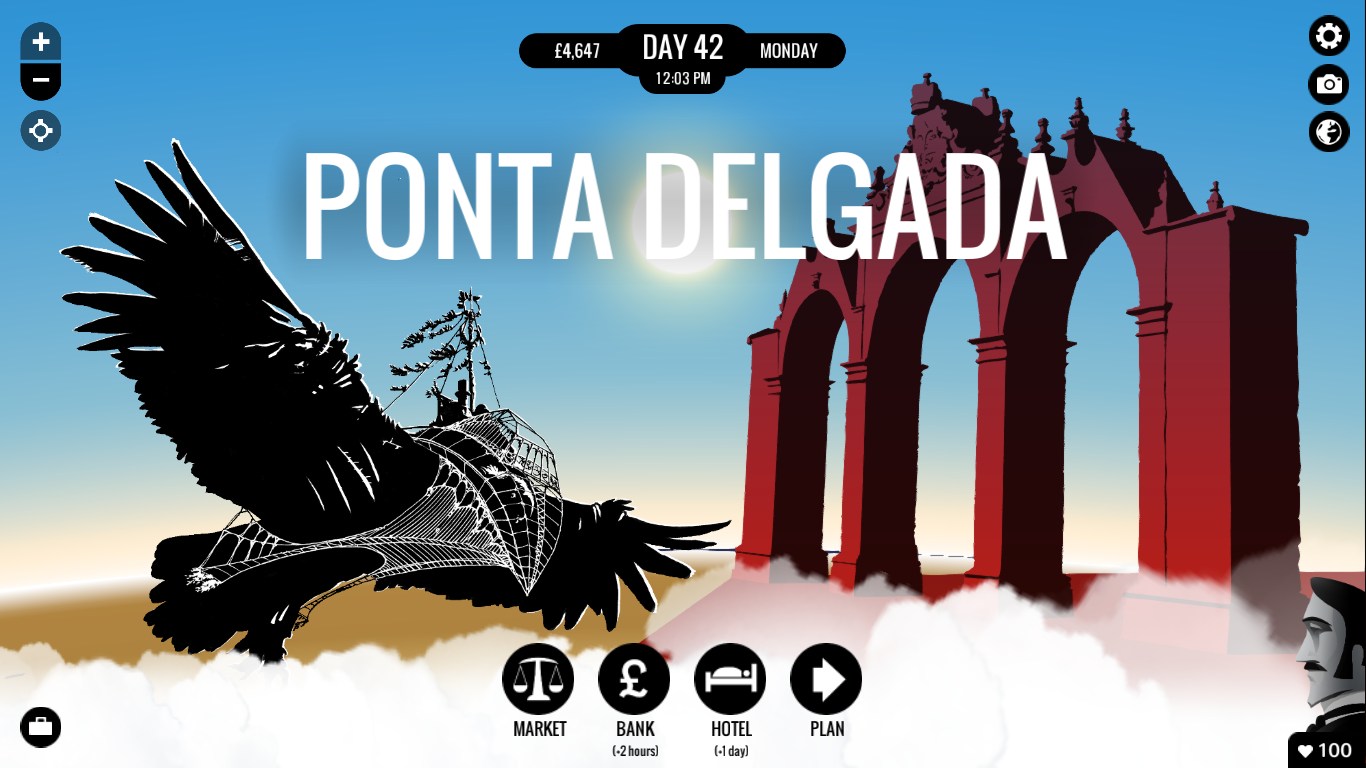 £4,647
DAY 42
MONDAY
12:03 PM
PONTA DELGADA
MARKET
BANK
(+2 hours)
HOTEL
(+1 day)
PLAN
100